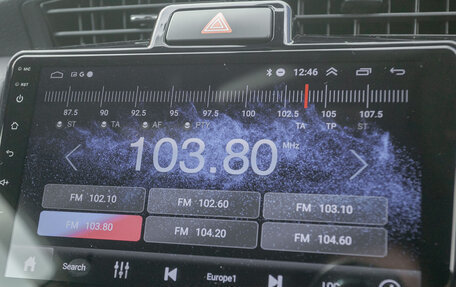 MIC
RST
G
12:46
87.5 90 92.5 95 97.5 100 102.5 105 107.5
ST TA AF PTY TA TP ST
103.80 MHz
FM 102.10 FM 102.60 FM 103.10
FM 103.80 FM 104.20 FM 104.60
Search Europe1